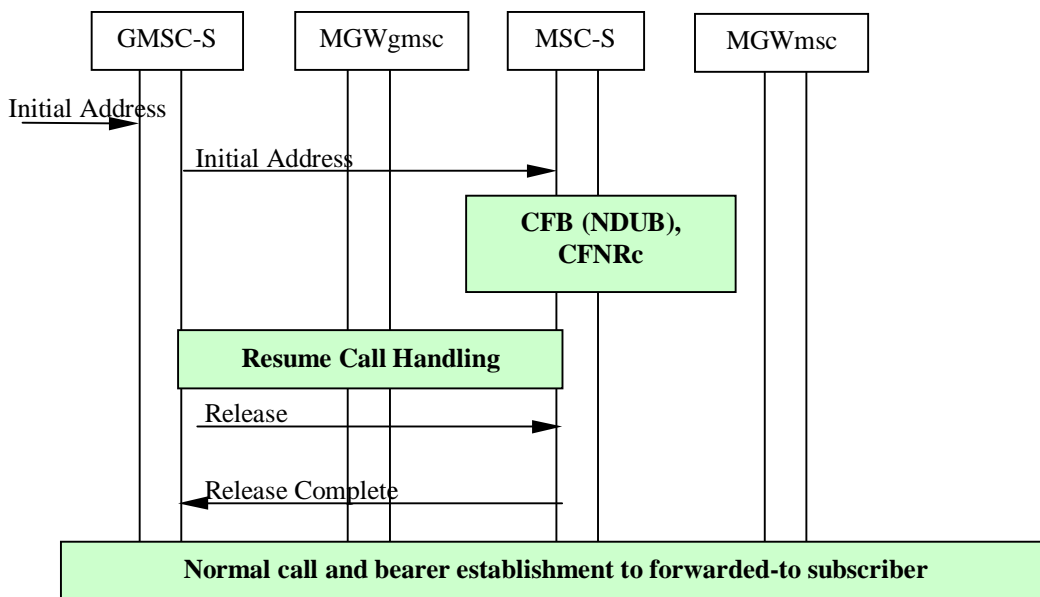 GMSC-S
MGWgmsc
MSC-S
MGWmsc
Initial Address
Initial Address
CFB (NDUB),
CFNRc
Resume Call Handling
Release
Release Complete
Normal call and bearer establishment to forwarded-to subscriber